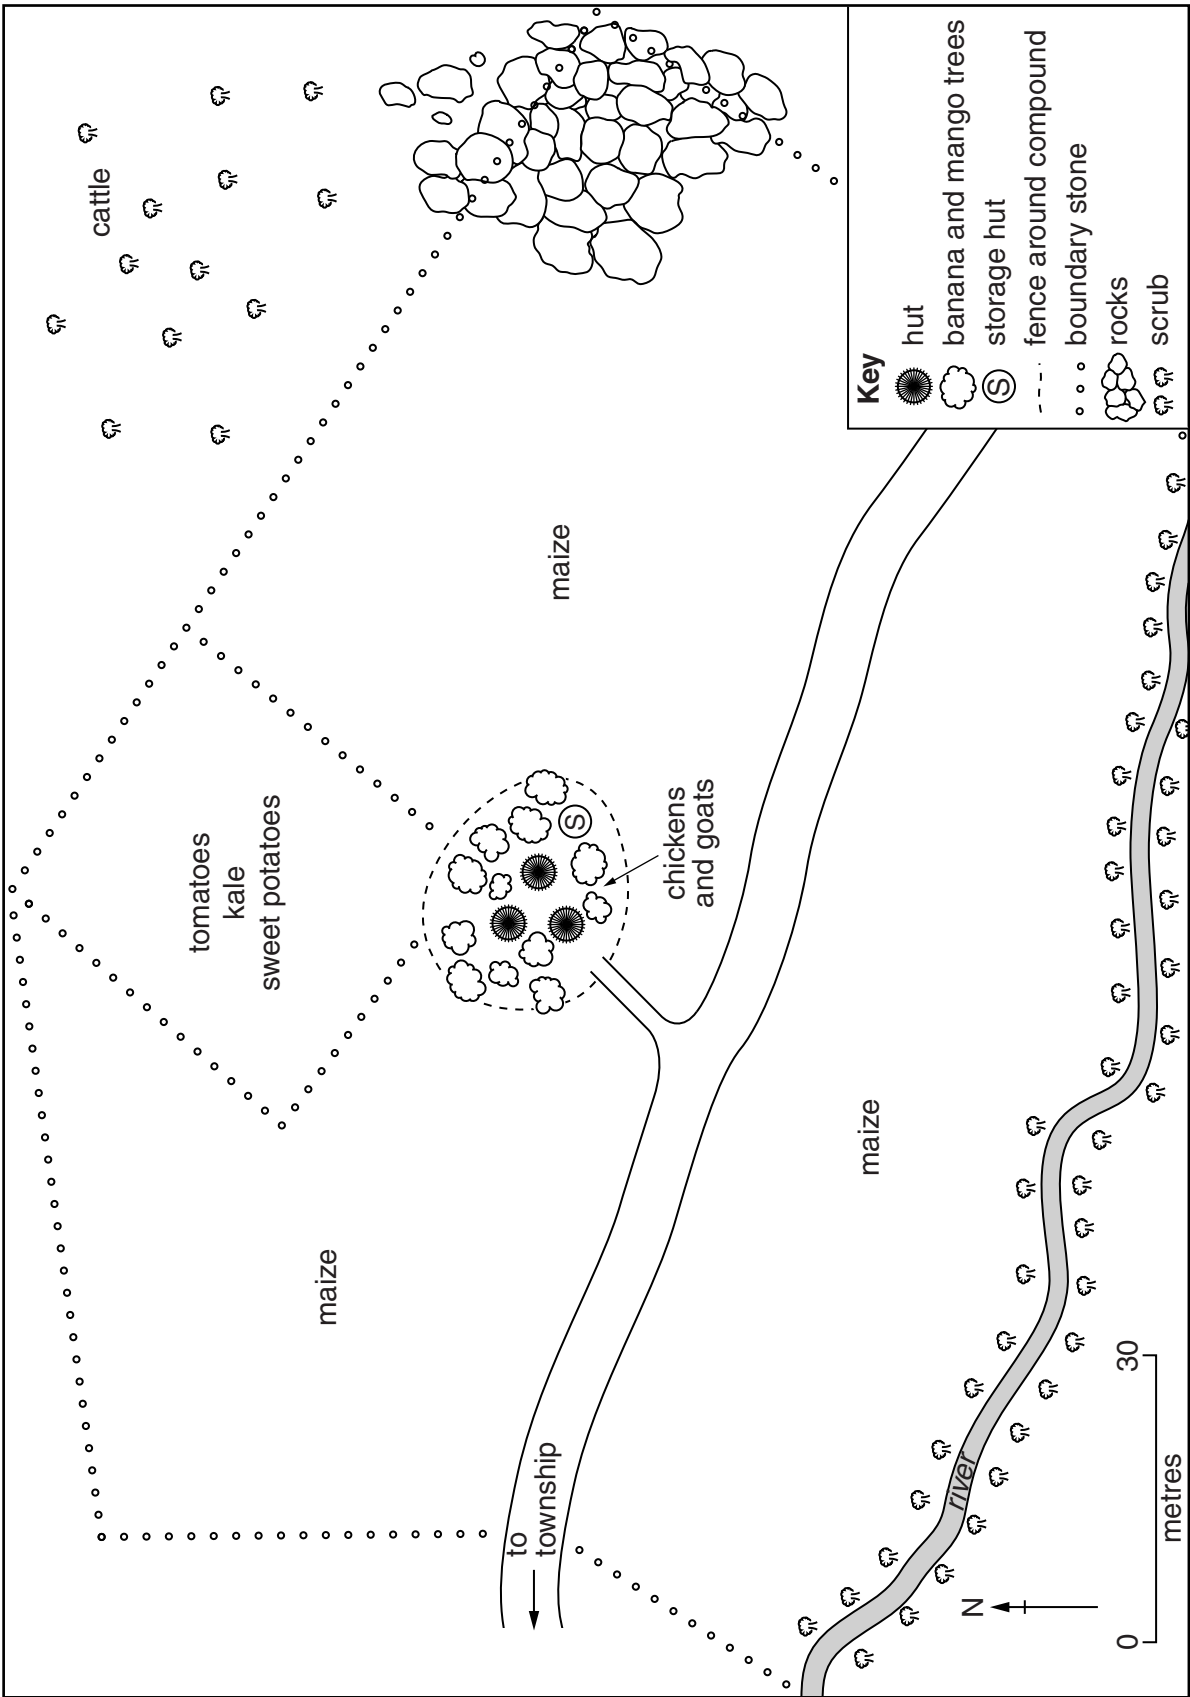 cattle
tomatoes
kale
sweet potatoes
maize
maize
S
chickens
and goats
to
township
maize
river
N
0
30
metres
Key
hut
banana and mango trees
S
storage hut
fence around compound
boundary stone
rocks
scrub